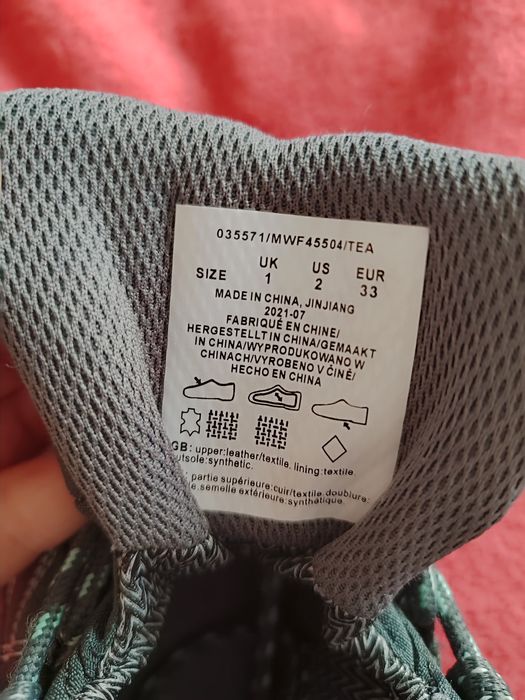 035571/MWF45504/TEA
UK US EUR
SIZE 1 2 33
MADE IN CHINA, JINJIANG
2021-07
FABRIQUÉ EN CHINE/
HERGESTELLT IN CHINA/GEMAAKT
IN CHINA/WYPRODUKOWANO W
CHINACH/VYROBENO V ČÍNĚ/
HECHO EN CHINA
GB: upper:leather/textile. lining:textile.
outsole:synthetic.
partie supérieure:cuir/textile.doublure:
semelle extérieure:synthétique.